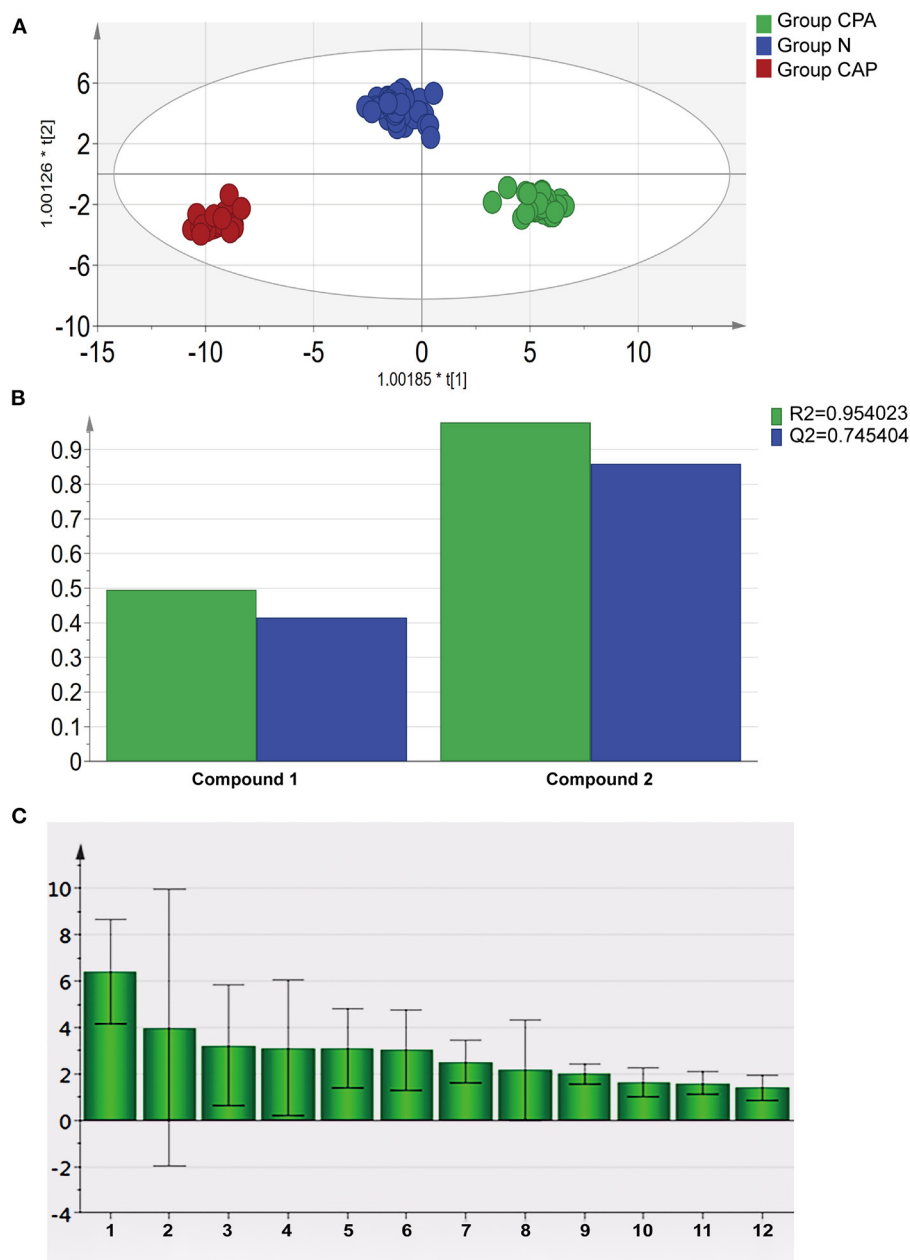 A
Group CPA
Group N
Group CAP
1.00126 * t[2]
6
2
-2
-6
-10
-15 -10 -5 0 5 10
1.00185 * t[1]
B
R2=0.954023
Q2=0.745404
0.9
0.8
0.7
0.6
0.5
0.4
0.3
0.2
0.1
0
Compound 1 Compound 2
C
10
8
6
4
2
0
-2
-4
1 2 3 4 5 6 7 8 9 10 11 12